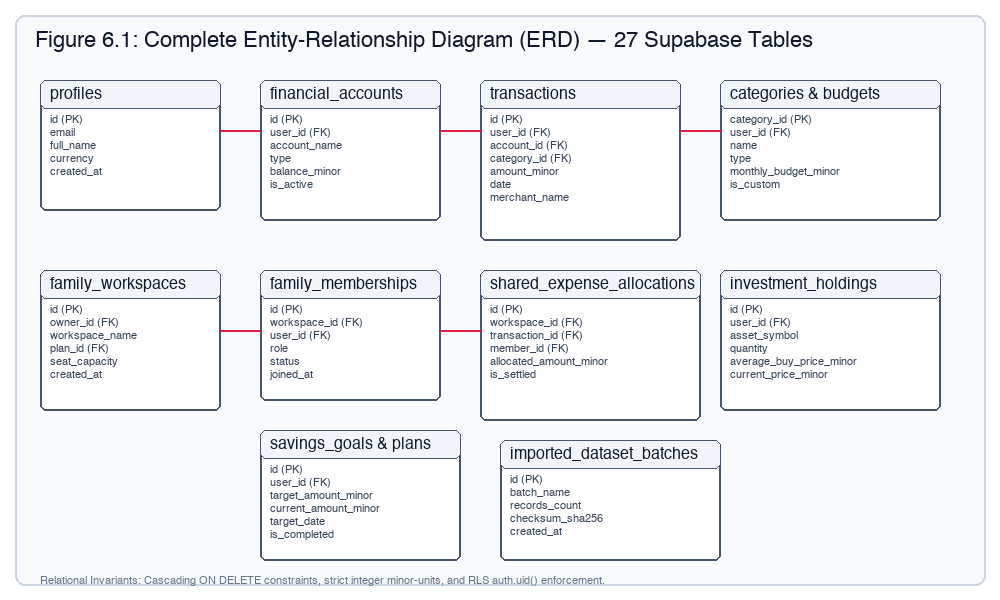 Figure 6.1: Complete Entity-Relationship Diagram (ERD) — 27 Supabase Tables
profiles
id (PK)
email
full_name
currency
created_at
financial_accounts
id (PK)
user_id (FK)
account_name
type
balance_minor
is_active
transactions
id (PK)
user_id (FK)
account_id (FK)
category_id (FK)
amount_minor
date
merchant_name
categories & budgets
category_id (PK)
user_id (FK)
name
type
monthly_budget_minor
is_custom
family_workspaces
id (PK)
owner_id (FK)
workspace_name
plan_id (FK)
seat_capacity
created_at
family_memberships
id (PK)
workspace_id (FK)
user_id (FK)
role
status
joined_at
shared_expense_allocations
id (PK)
workspace_id (FK)
transaction_id (FK)
member_id (FK)
allocated_amount_minor
is_settled
investment_holdings
id (PK)
user_id (FK)
asset_symbol
quantity
average_buy_price_minor
current_price_minor
savings_goals & plans
id (PK)
user_id (FK)
target_amount_minor
current_amount_minor
target_date
is_completed
imported_dataset_batches
id (PK)
batch_name
records_count
checksum_sha256
created_at
Relational Invariants: Cascading ON DELETE constraints, strict integer minor-units, and RLS auth.uid() enforcement.